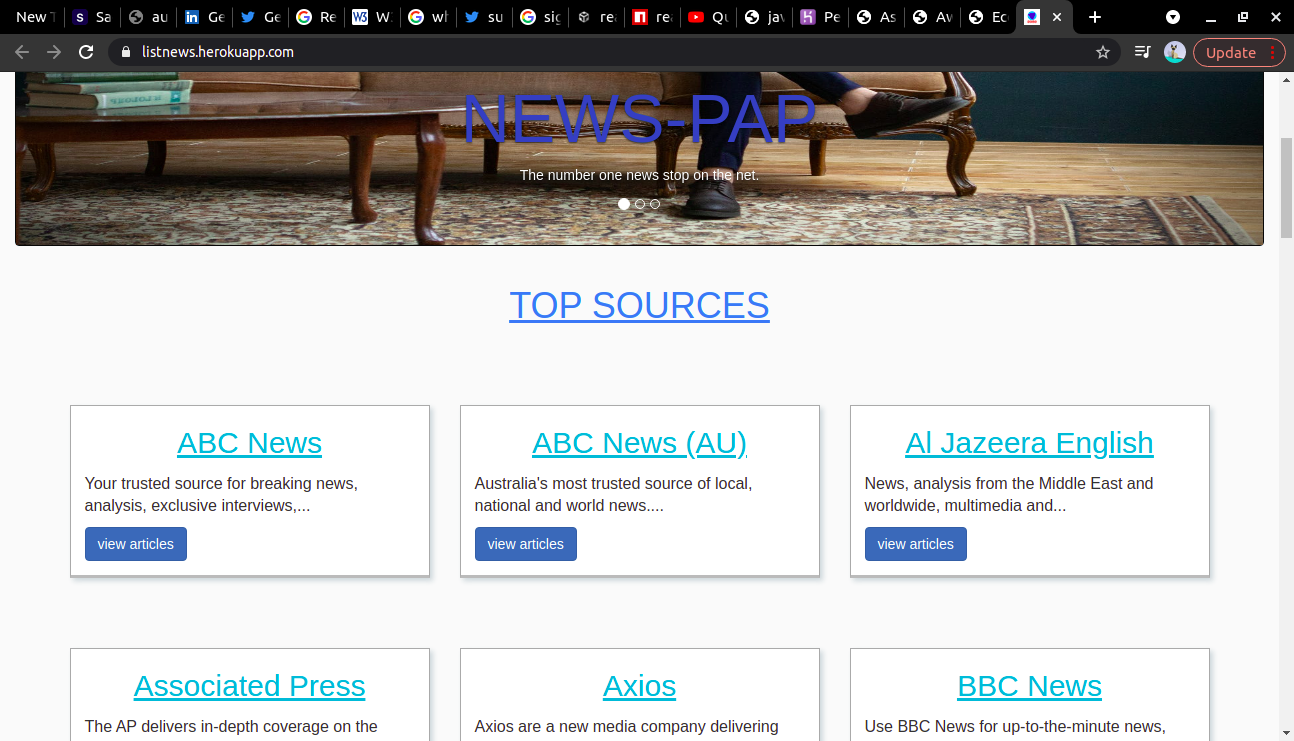 New T
Sa
au
Ge
Ge
Re
W3
wh
su
sig
rea
rea
Qu
jav
Pe
As
Av
Ec
listnews.herokuapp.com
Update
NEWS-PAP
The number one news stop on the net.
TOP SOURCES
ABC News
Your trusted source for breaking news,
analysis, exclusive interviews,...
view articles
ABC News (AU)
Australia's most trusted source of local,
national and world news....
view articles
Al Jazeera English
News, analysis from the Middle East and
worldwide, multimedia and...
view articles
Associated Press
The AP delivers in-depth coverage on the
Axios
Axios are a new media company delivering
BBC News
Use BBC News for up-to-the-minute news,